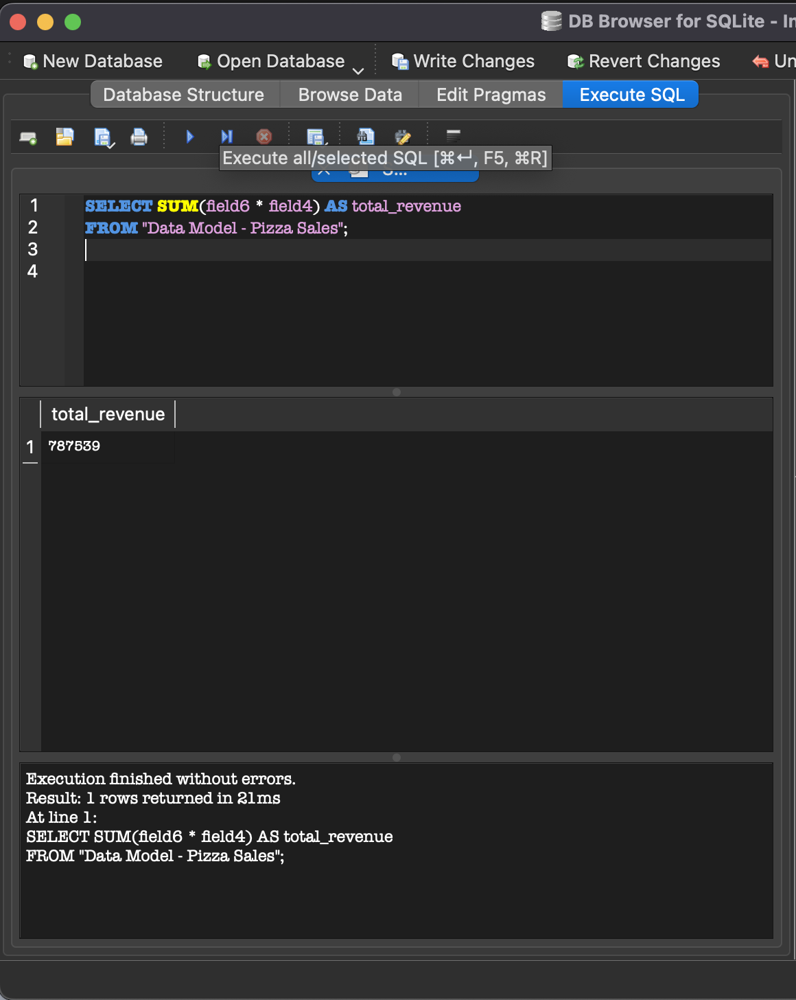 DB Browser for SQLite - In
New Database
Open Database
Write Changes
Revert Changes
Un
Database Structure
Browse Data
Edit Pragmas
Execute SQL
Execute all/selected SQL [⌘↵, F5, ⌘R]
1 SELECT SUM(field6 * field4) AS total_revenue
2 FROM "Data Model - Pizza Sales";
3
4
total_revenue
1 787539
Execution finished without errors.
Result: 1 rows returned in 21ms
At line 1:
SELECT SUM(field6 * field4) AS total_revenue
FROM "Data Model - Pizza Sales";